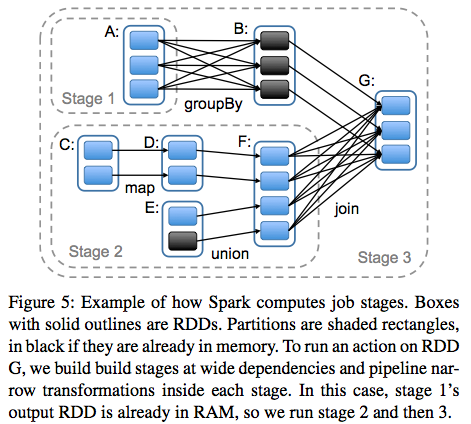 A:
B:
G:
Stage 1
groupBy
C:
D:
F:
map
E:
join
Stage 2
union
Stage 3
Figure 5: Example of how Spark computes job stages. Boxes
with solid outlines are RDDs. Partitions are shaded rectangles,
in black if they are already in memory. To run an action on RDD
G, we build build stages at wide dependencies and pipeline nar-
row transformations inside each stage. In this case, stage 1’s
output RDD is already in RAM, so we run stage 2 and then 3.